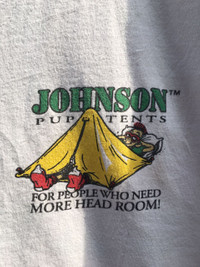 JOHNSON™
PUP TENTS
FOR PEOPLE WHO NEED
MORE HEAD ROOM!